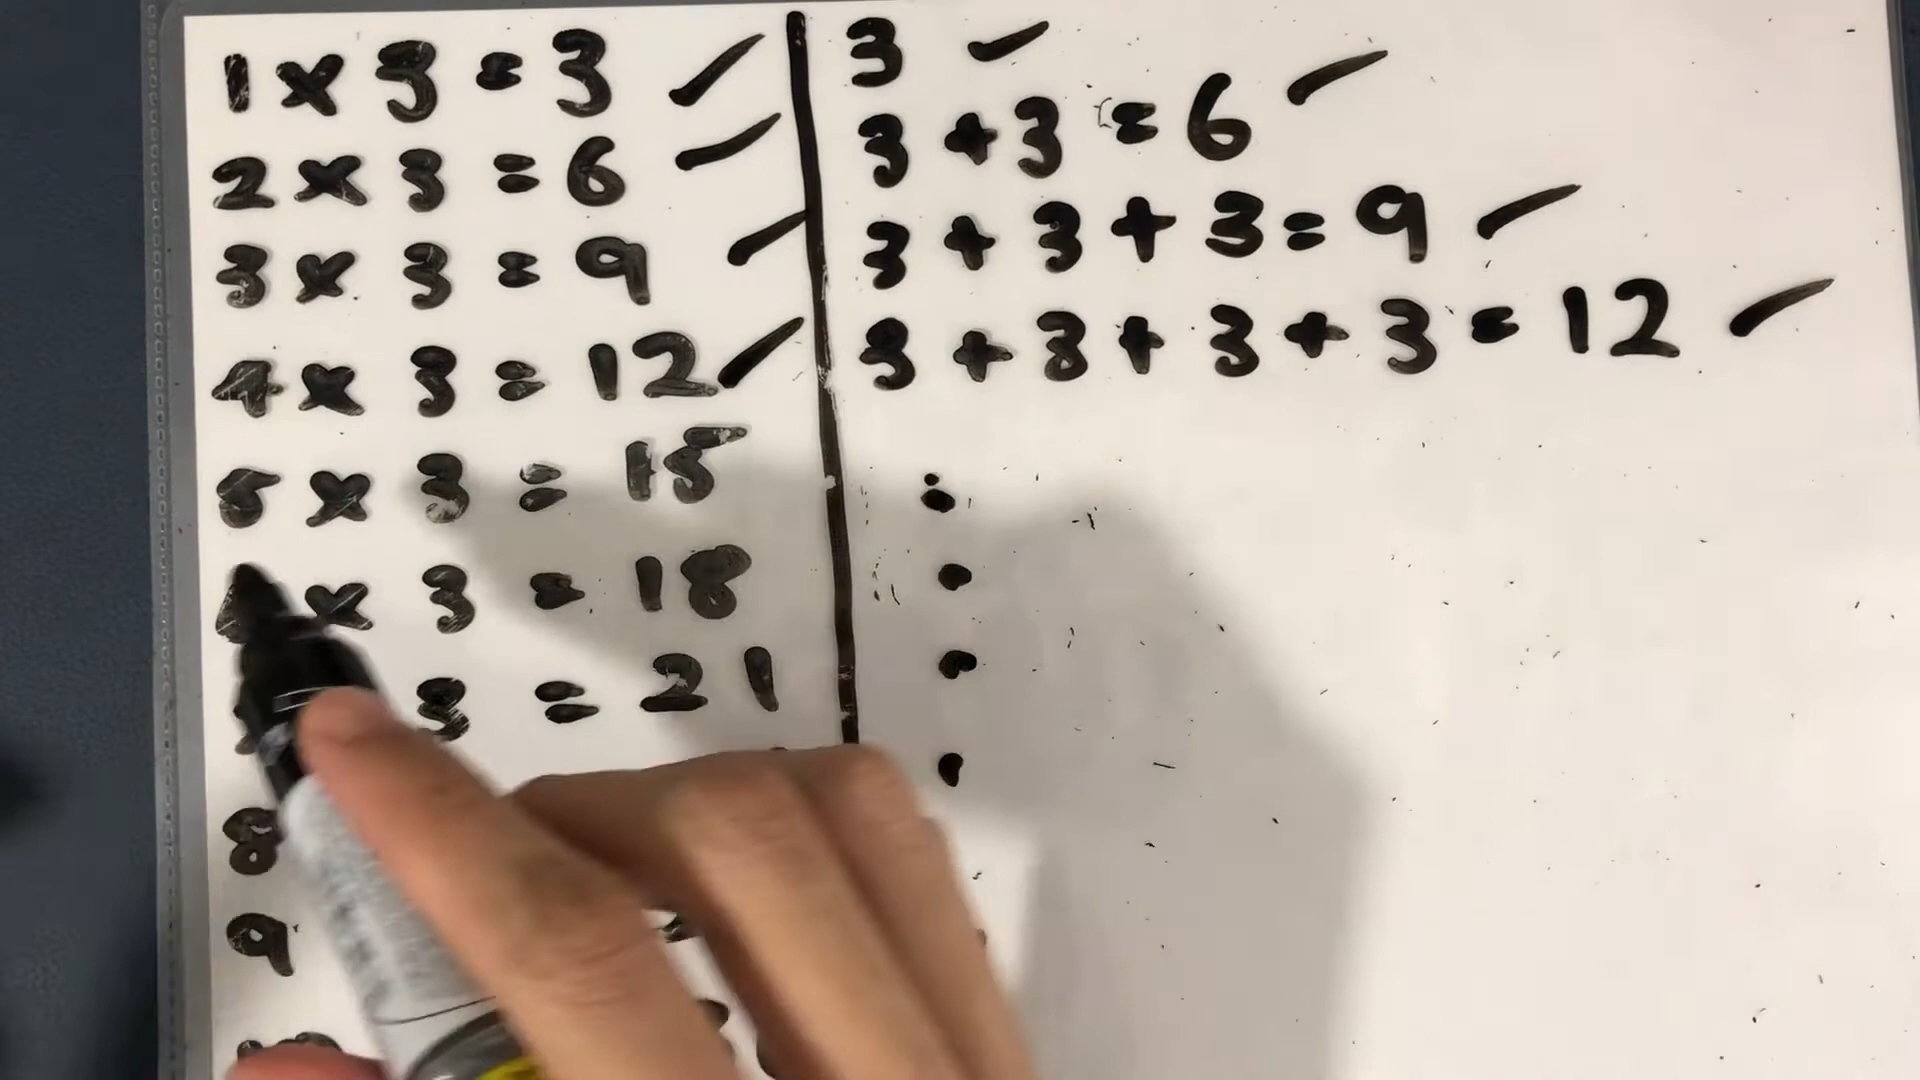 1 x 3 = 3 ✓
2 x 3 = 6 ✓
3 x 3 = 9 ✓
4 x 3 = 12 ✓
5 x 3 = 15
x 3 = 18
3 = 21
8
9
3 ✓
3 + 3 = 6 ✓
3 + 3 + 3 = 9 ✓
3 + 3 + 3 + 3 = 12 ✓